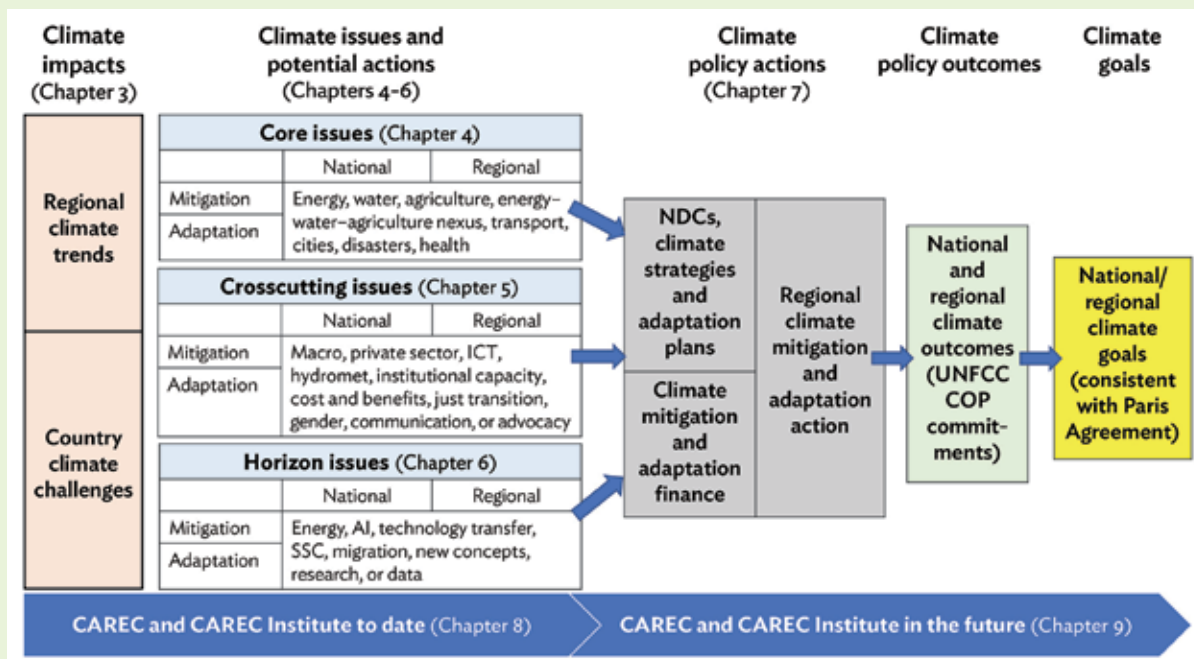 Climate
impacts
(Chapter 3)
Climate issues and
potential actions
(Chapters 4–6)
Climate
policy actions
(Chapter 7)
Climate
policy outcomes
Climate
goals
Regional
climate
trends
Country
climate
challenges
Core issues (Chapter 4)
National Regional
Mitigation
Adaptation
Energy, water, agriculture, energy–
water–agriculture nexus, transport,
cities, disasters, health
Crosscutting issues (Chapter 5)
National Regional
Mitigation
Adaptation
Macro, private sector, ICT,
hydromet, institutional capacity,
cost and benefits, just transition,
gender, communication, or advocacy
Horizon issues (Chapter 6)
National Regional
Mitigation
Adaptation
Energy, AI, technology transfer,
SSC, migration, new concepts,
research, or data
NDCs,
climate
strategies
and
adaptation
plans
Climate
mitigation
and
adaptation
finance
Regional
climate
mitigation
and
adaptation
action
National
and
regional
climate
outcomes
(UNFCC
COP
commit-
ments)
National/
regional
climate
goals
(consistent
with Paris
Agreement)
CAREC and CAREC Institute to date (Chapter 8)
CAREC and CAREC Institute in the future (Chapter 9)